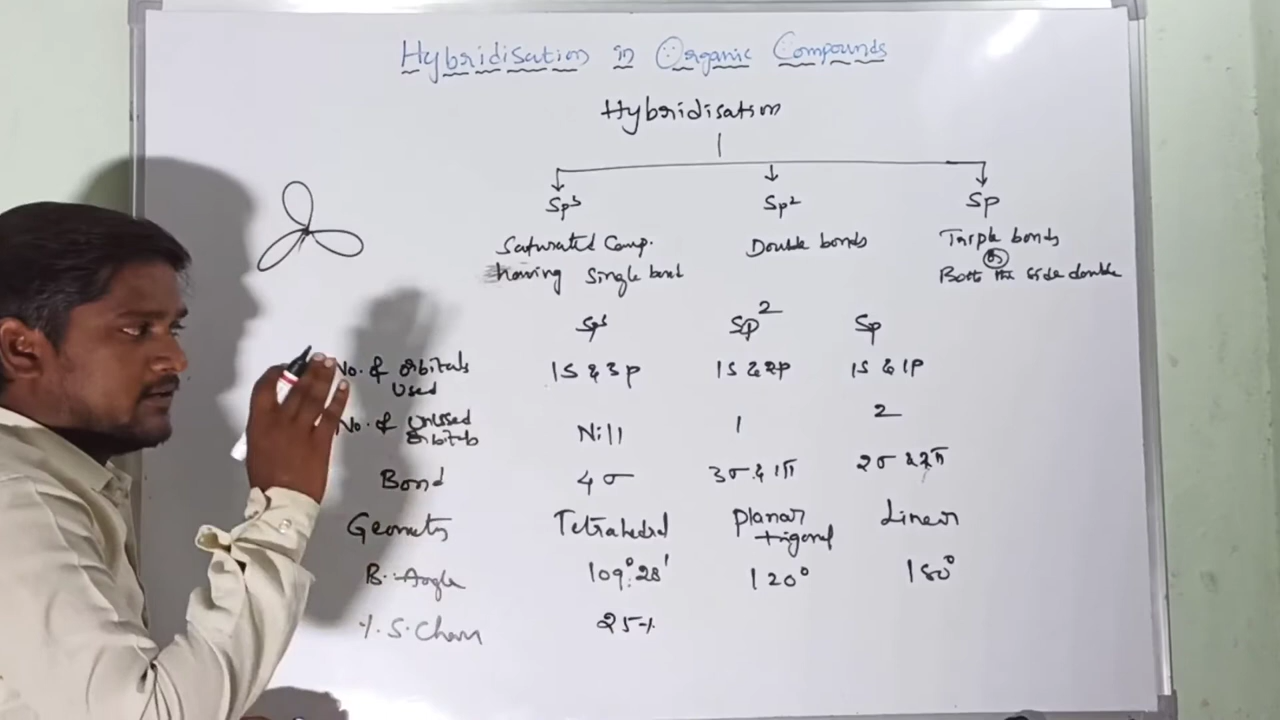 Hybridisation in Organic Compounds
Hybridisation
Sp³ Sp² Sp
Saturated Comp. Double bonds Tarple bonds
having Single bond Both the side double
Sp³ Sp² Sp
No. of orbitals 1S & 3p 1S & 2p 1S & 1p
Used
No. of Unused Nill 1 2
orbitals
Bond 4σ 3σ & 1π 2σ & 2π
Geometry Tetrahedral planar Linear
trigonal
B. Angle 109°.28' 120° 180°
%.S.Charr 25%